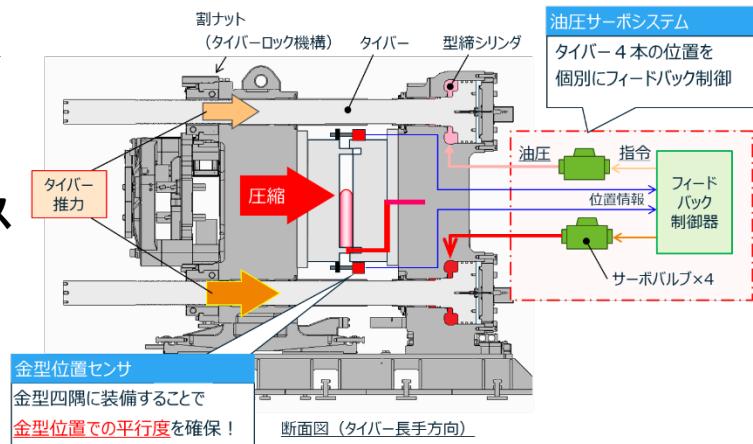 割ナット
（タイバーロック機構）
タイバー
型締シリンダ
油圧サーボシステム
タイバー４本の位置を
個別にフィードバック制御
タイバー
推力
圧縮
油圧
指令
位置情報
フィード
バック
制御器
サーボバルブ×4
ス
金型位置センサ
金型四隅に装備することで
金型位置での平行度を確保！
断面図（タイバー長手方向）